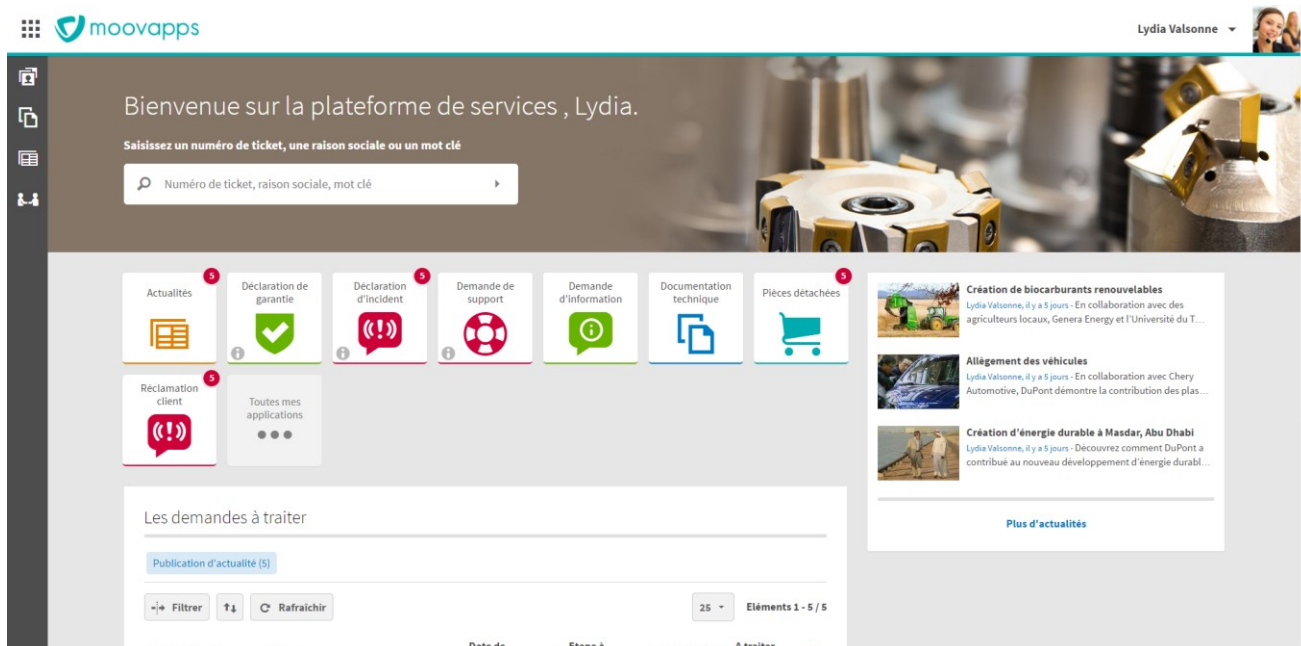 moovapps
Lydia Valsonne
Bienvenue sur la plateforme de services , Lydia.
Saisissez un numéro de ticket, une raison sociale ou un mot clé
Numéro de ticket, raison sociale, mot clé
Actualités
5
Déclaration de
garantie
Déclaration
d'incident
5
Demande de
support
Demande
d'information
Documentation
technique
Pièces détachées
5
Réclamation
client
5
Toutes mes
applications
Création de biocarburants renouvelables
Lydia Valsonne, il y a 5 jours - En collaboration avec des
agriculteurs locaux, Genera Energy et l'Université du T...
Allègement des véhicules
Lydia Valsonne, il y a 5 jours - En collaboration avec Chery
Automotive, DuPont démontre la contribution des plas...
Création d'énergie durable à Masdar, Abu Dhabi
Lydia Valsonne, il y a 5 jours - Découvrez comment DuPont a
contribué au nouveau développement d'énergie durabl...
Plus d'actualités
Les demandes à traiter
Publication d'actualité (5)
Filtrer
Rafraîchir
25
Eléments 1 - 5 / 5
Date de
Etape à
A traiter